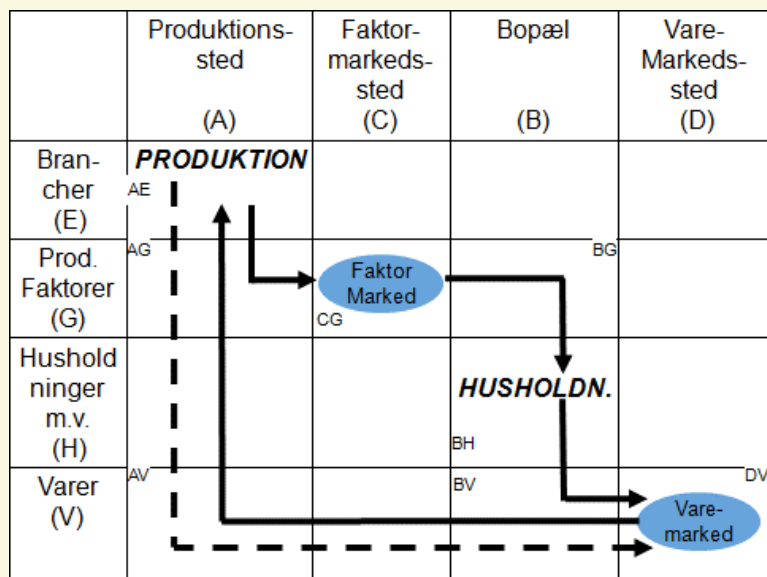 Produktions-
sted
(A)
Faktor-
markeds-
sted
(C)
Bopæl
(B)
Vare-
Markeds-
sted
(D)
Bran-
cher
(E)
PRODUKTION
AE
Prod.
Faktorer
(G)
AG
Faktor
Marked
CG
BG
Hushold
ninger
m.v.
(H)
HUSHOLDN.
BH
Varer
(V)
AV
BV
DV
Vare-
marked